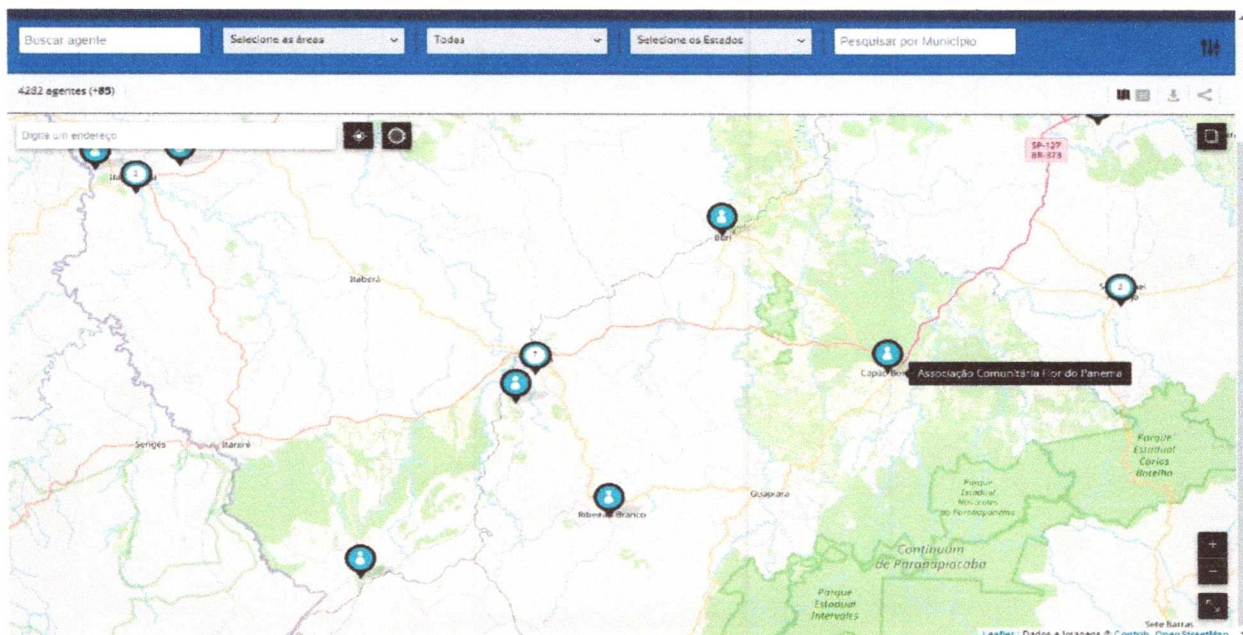 Buscar agente
Selecione as áreas
Todas
Selecione os Estados
Pesquisar por Município
4282 agentes (+85)
Digite um endereço
SP-127
BR-373
2
Buri
Itaberá
2
7
Capão
Associação Comunitária Flor do Panema
Sengés
Itararé
Parque
Estadual
Carlos
Botelho
Parque
Estadual
Nascentes
do Paranapanema
Guapiara
Ribeirão Branco
Continuum
de Paranapiacaba
+
−
Parque
Estadual
Intervales
Sete Barras
Leaflet | Dados e Imagens © Contrib. OpenStreetMap